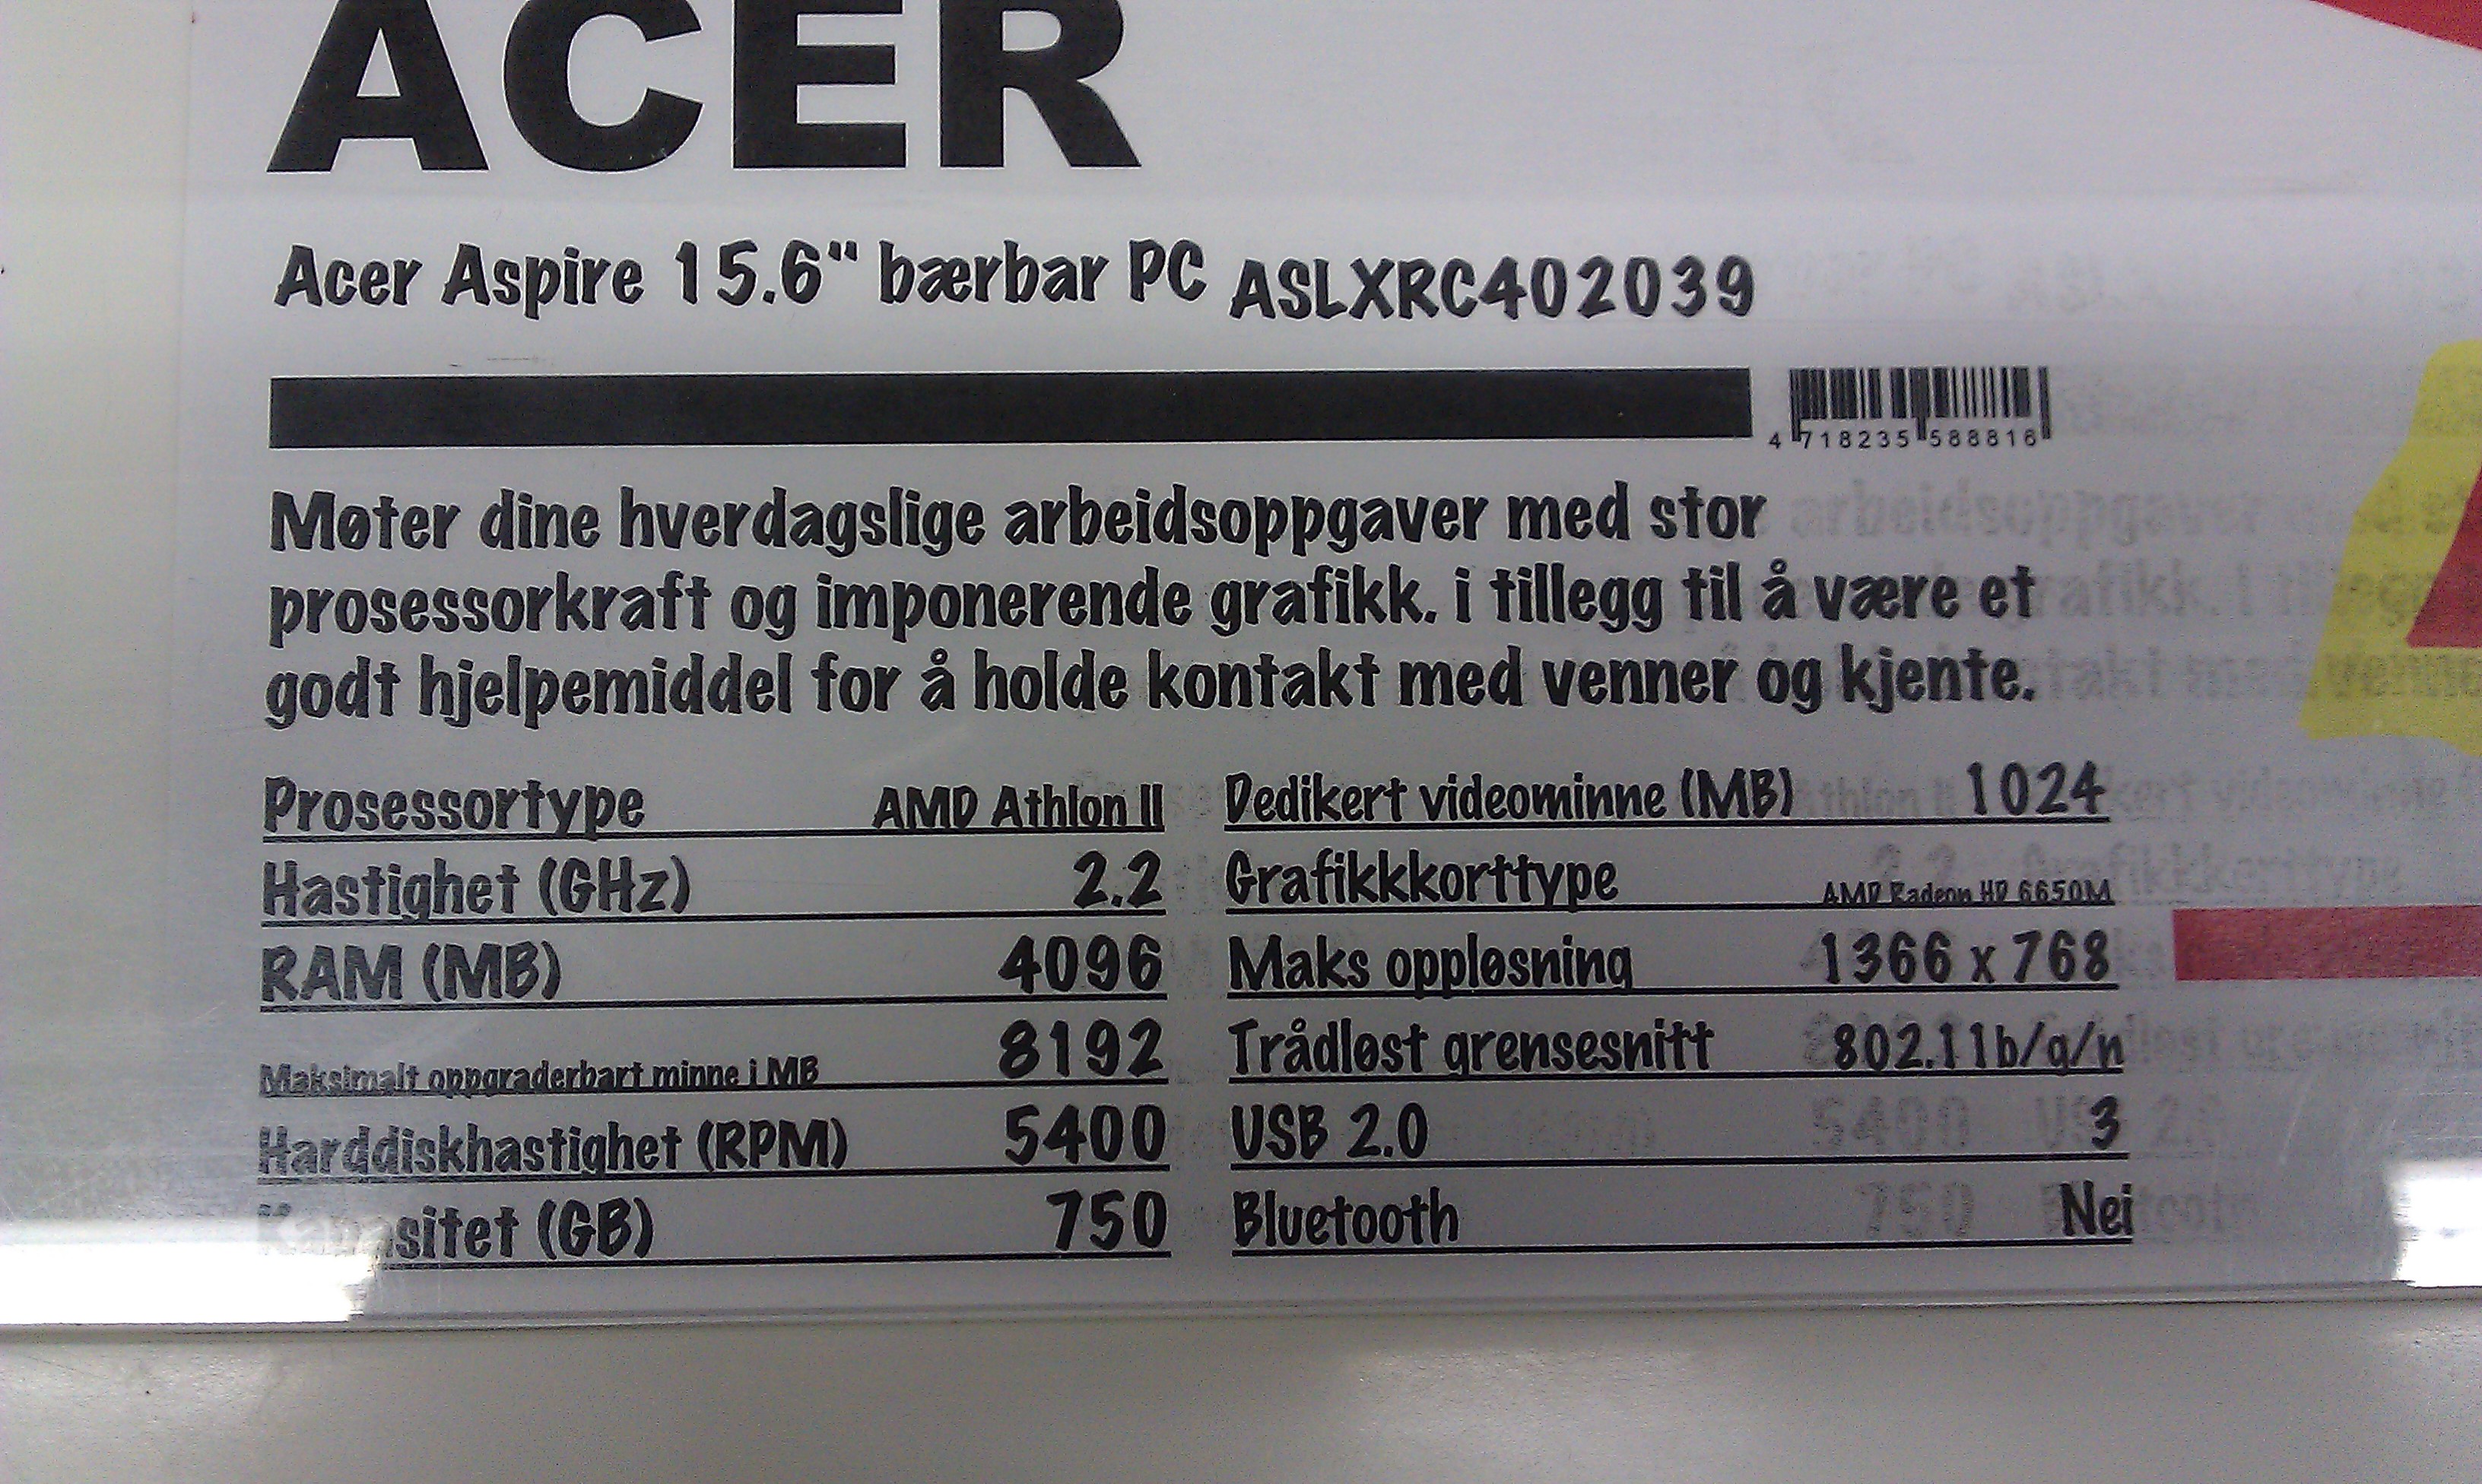 ACER
Acer Aspire 15.6" bærbar PC ASLXRC402039
4 718235 588816
Møter dine hverdagslige arbeidsoppgaver med stor
prosessorkraft og imponerende grafikk. i tillegg til å være et
godt hjelpemiddel for å holde kontakt med venner og kjente.
Prosessortype AMD Athlon II Dedikert videominne (MB) 1024
Hastighet (GHz) 2.2 Grafikkkorttype AMD Radeon HD 6650M
RAM (MB) 4096 Maks oppløsning 1366 x 768
Maksimalt oppgraderbart minne i MB 8192 Trådløst grensesnitt 802.11b/g/n
Harddiskhastighet (RPM) 5400 USB 2.0 3
Kapasitet (GB) 750 Bluetooth Nei